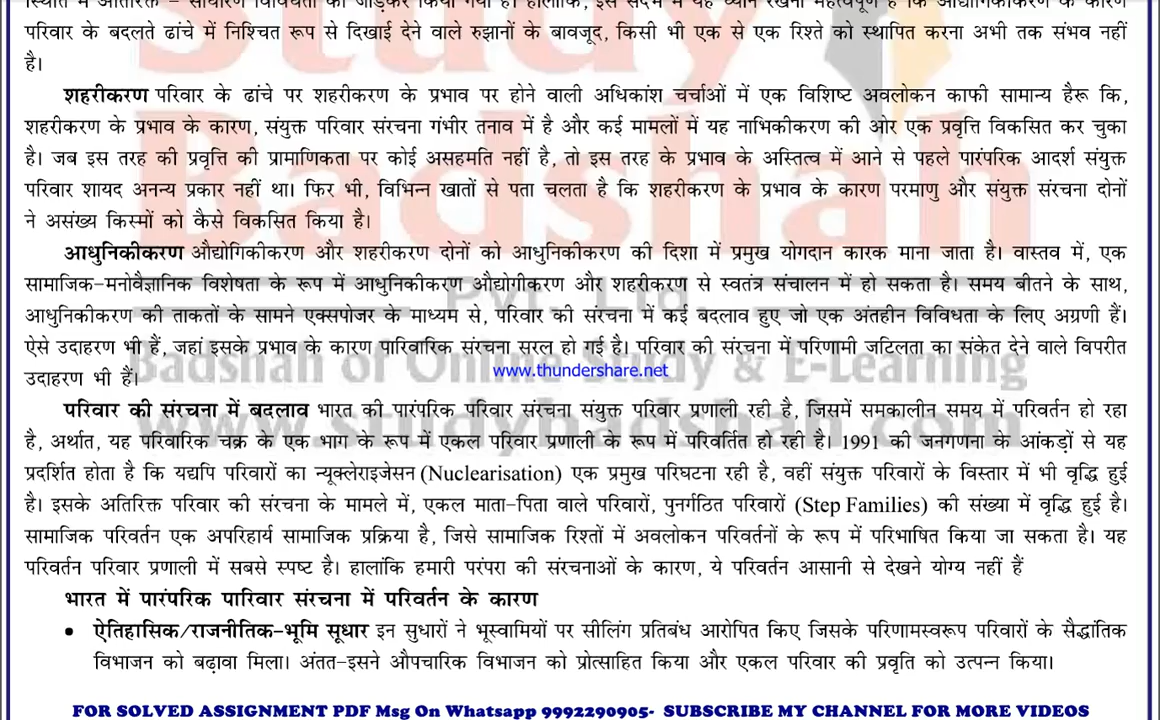 स्थिति में अतिरिक्त – साधारण विविधता को जोड़कर किया गया है। हालांकि, इस संदर्भ में यह ध्यान रखना महत्वपूर्ण है कि औद्योगिकीकरण के कारण
परिवार के बदलते ढांचे में निश्चित रूप से दिखाई देने वाले रुझानों के बावजूद, किसी भी एक से एक रिश्ते को स्थापित करना अभी तक संभव नहीं
है।
शहरीकरण परिवार के ढांचे पर शहरीकरण के प्रभाव पर होने वाली अधिकांश चर्चाओं में एक विशिष्ट अवलोकन काफी सामान्य हैरू कि,
शहरीकरण के प्रभाव के कारण, संयुक्त परिवार संरचना गंभीर तनाव में है और कई मामलों में यह नाभिकीकरण की ओर एक प्रवृत्ति विकसित कर चुका
है। जब इस तरह की प्रवृत्ति की प्रामाणिकता पर कोई असहमति नहीं है, तो इस तरह के प्रभाव के अस्तित्व में आने से पहले पारंपरिक आदर्श संयुक्त
परिवार शायद अनन्य प्रकार नहीं था। फिर भी, विभिन्न खातों से पता चलता है कि शहरीकरण के प्रभाव के कारण परमाणु और संयुक्त संरचना दोनों
ने असंख्य किस्मों को कैसे विकसित किया है।
आधुनिकीकरण औद्योगिकीकरण और शहरीकरण दोनों को आधुनिकीकरण की दिशा में प्रमुख योगदान कारक माना जाता है। वास्तव में, एक
सामाजिक–मनोवैज्ञानिक विशेषता के रूप में आधुनिकीकरण औद्योगीकरण और शहरीकरण से स्वतंत्र संचालन में हो सकता है। समय बीतने के साथ,
आधुनिकीकरण की ताकतों के सामने एक्सपोजर के माध्यम से, परिवार की संरचना में कई बदलाव हुए जो एक अंतहीन विविधता के लिए अग्रणी हैं।
ऐसे उदाहरण भी हैं, जहां इसके प्रभाव के कारण पारिवारिक संरचना सरल हो गई है। परिवार की संरचना में परिणामी जटिलता का संकेत देने वाले विपरीत
उदाहरण भी हैं।
www.thundershare.net
परिवार की संरचना में बदलाव भारत की पारंपरिक परिवार संरचना संयुक्त परिवार प्रणाली रही है, जिसमें समकालीन समय में परिवर्तन हो रहा
है, अर्थात, यह परिवारिक चक्र के एक भाग के रूप में एकल परिवार प्रणाली के रूप में परिवर्तित हो रही है। 1991 की जनगणना के आंकड़ों से यह
प्रदर्शित होता है कि यद्यपि परिवारों का न्यूक्लेराइजेसन (Nuclearisation) एक प्रमुख परिघटना रही है, वहीं संयुक्त परिवारों के विस्तार में भी वृद्धि हुई
है। इसके अतिरिक्त परिवार की संरचना के मामले में, एकल माता–पिता वाले परिवारों, पुनर्गठित परिवारों (Step Families) की संख्या में वृद्धि हुई है।
सामाजिक परिवर्तन एक अपरिहार्य सामाजिक प्रक्रिया है, जिसे सामाजिक रिश्तों में अवलोकन परिवर्तनों के रूप में परिभाषित किया जा सकता है। यह
परिवर्तन परिवार प्रणाली में सबसे स्पष्ट है। हालांकि हमारी परंपरा की संरचनाओं के कारण, ये परिवर्तन आसानी से देखने योग्य नहीं हैं
भारत में पारंपरिक पारिवार संरचना में परिवर्तन के कारण
• ऐतिहासिक/राजनीतिक–भूमि सूधार इन सुधारों ने भूस्वामियों पर सीलिंग प्रतिबंध आरोपित किए जिसके परिणामस्वरूप परिवारों के सैद्धांतिक
विभाजन को बढ़ावा मिला। अंतत–इसने औपचारिक विभाजन को प्रोत्साहित किया और एकल परिवार की प्रवृति को उत्पन्न किया।
Study
Badshah
Pvt. Ltd.
Badshah of Online Study & E-Learning
www.studybadshah.com
FOR SOLVED ASSIGNMENT PDF Msg On Whatsapp 9992290905- SUBSCRIBE MY CHANNEL FOR MORE VIDEOS